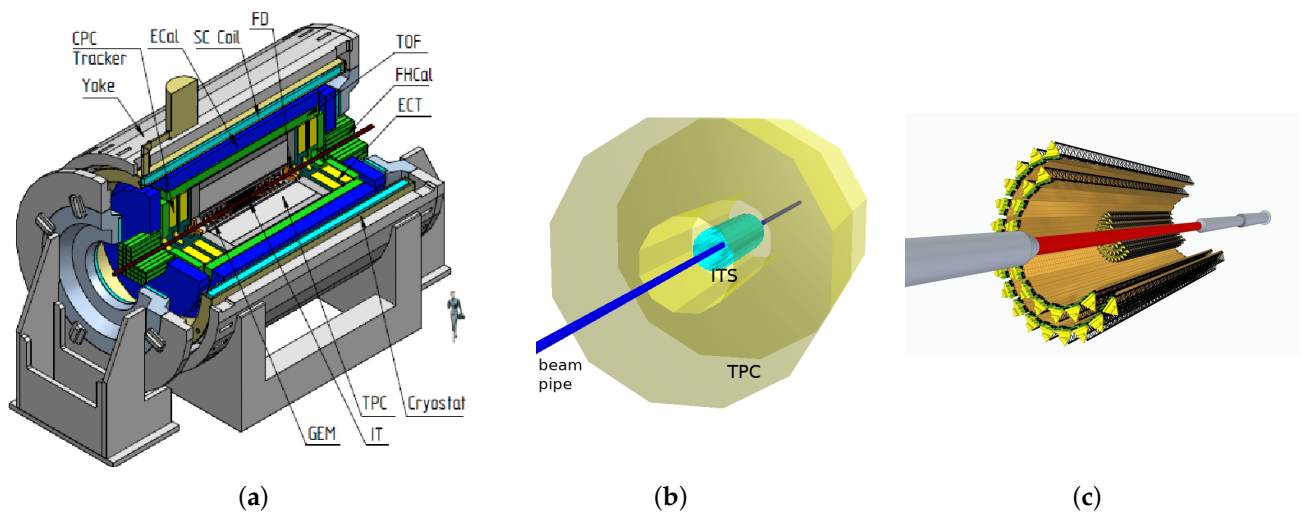 FD
CPC
Tracker
ECal
SC Coil
TOF
Yoke
FHCal
ECT
TPC
Cryostat
GEM
IT
ITS
beam
pipe
TPC
(a)
(b)
(c)